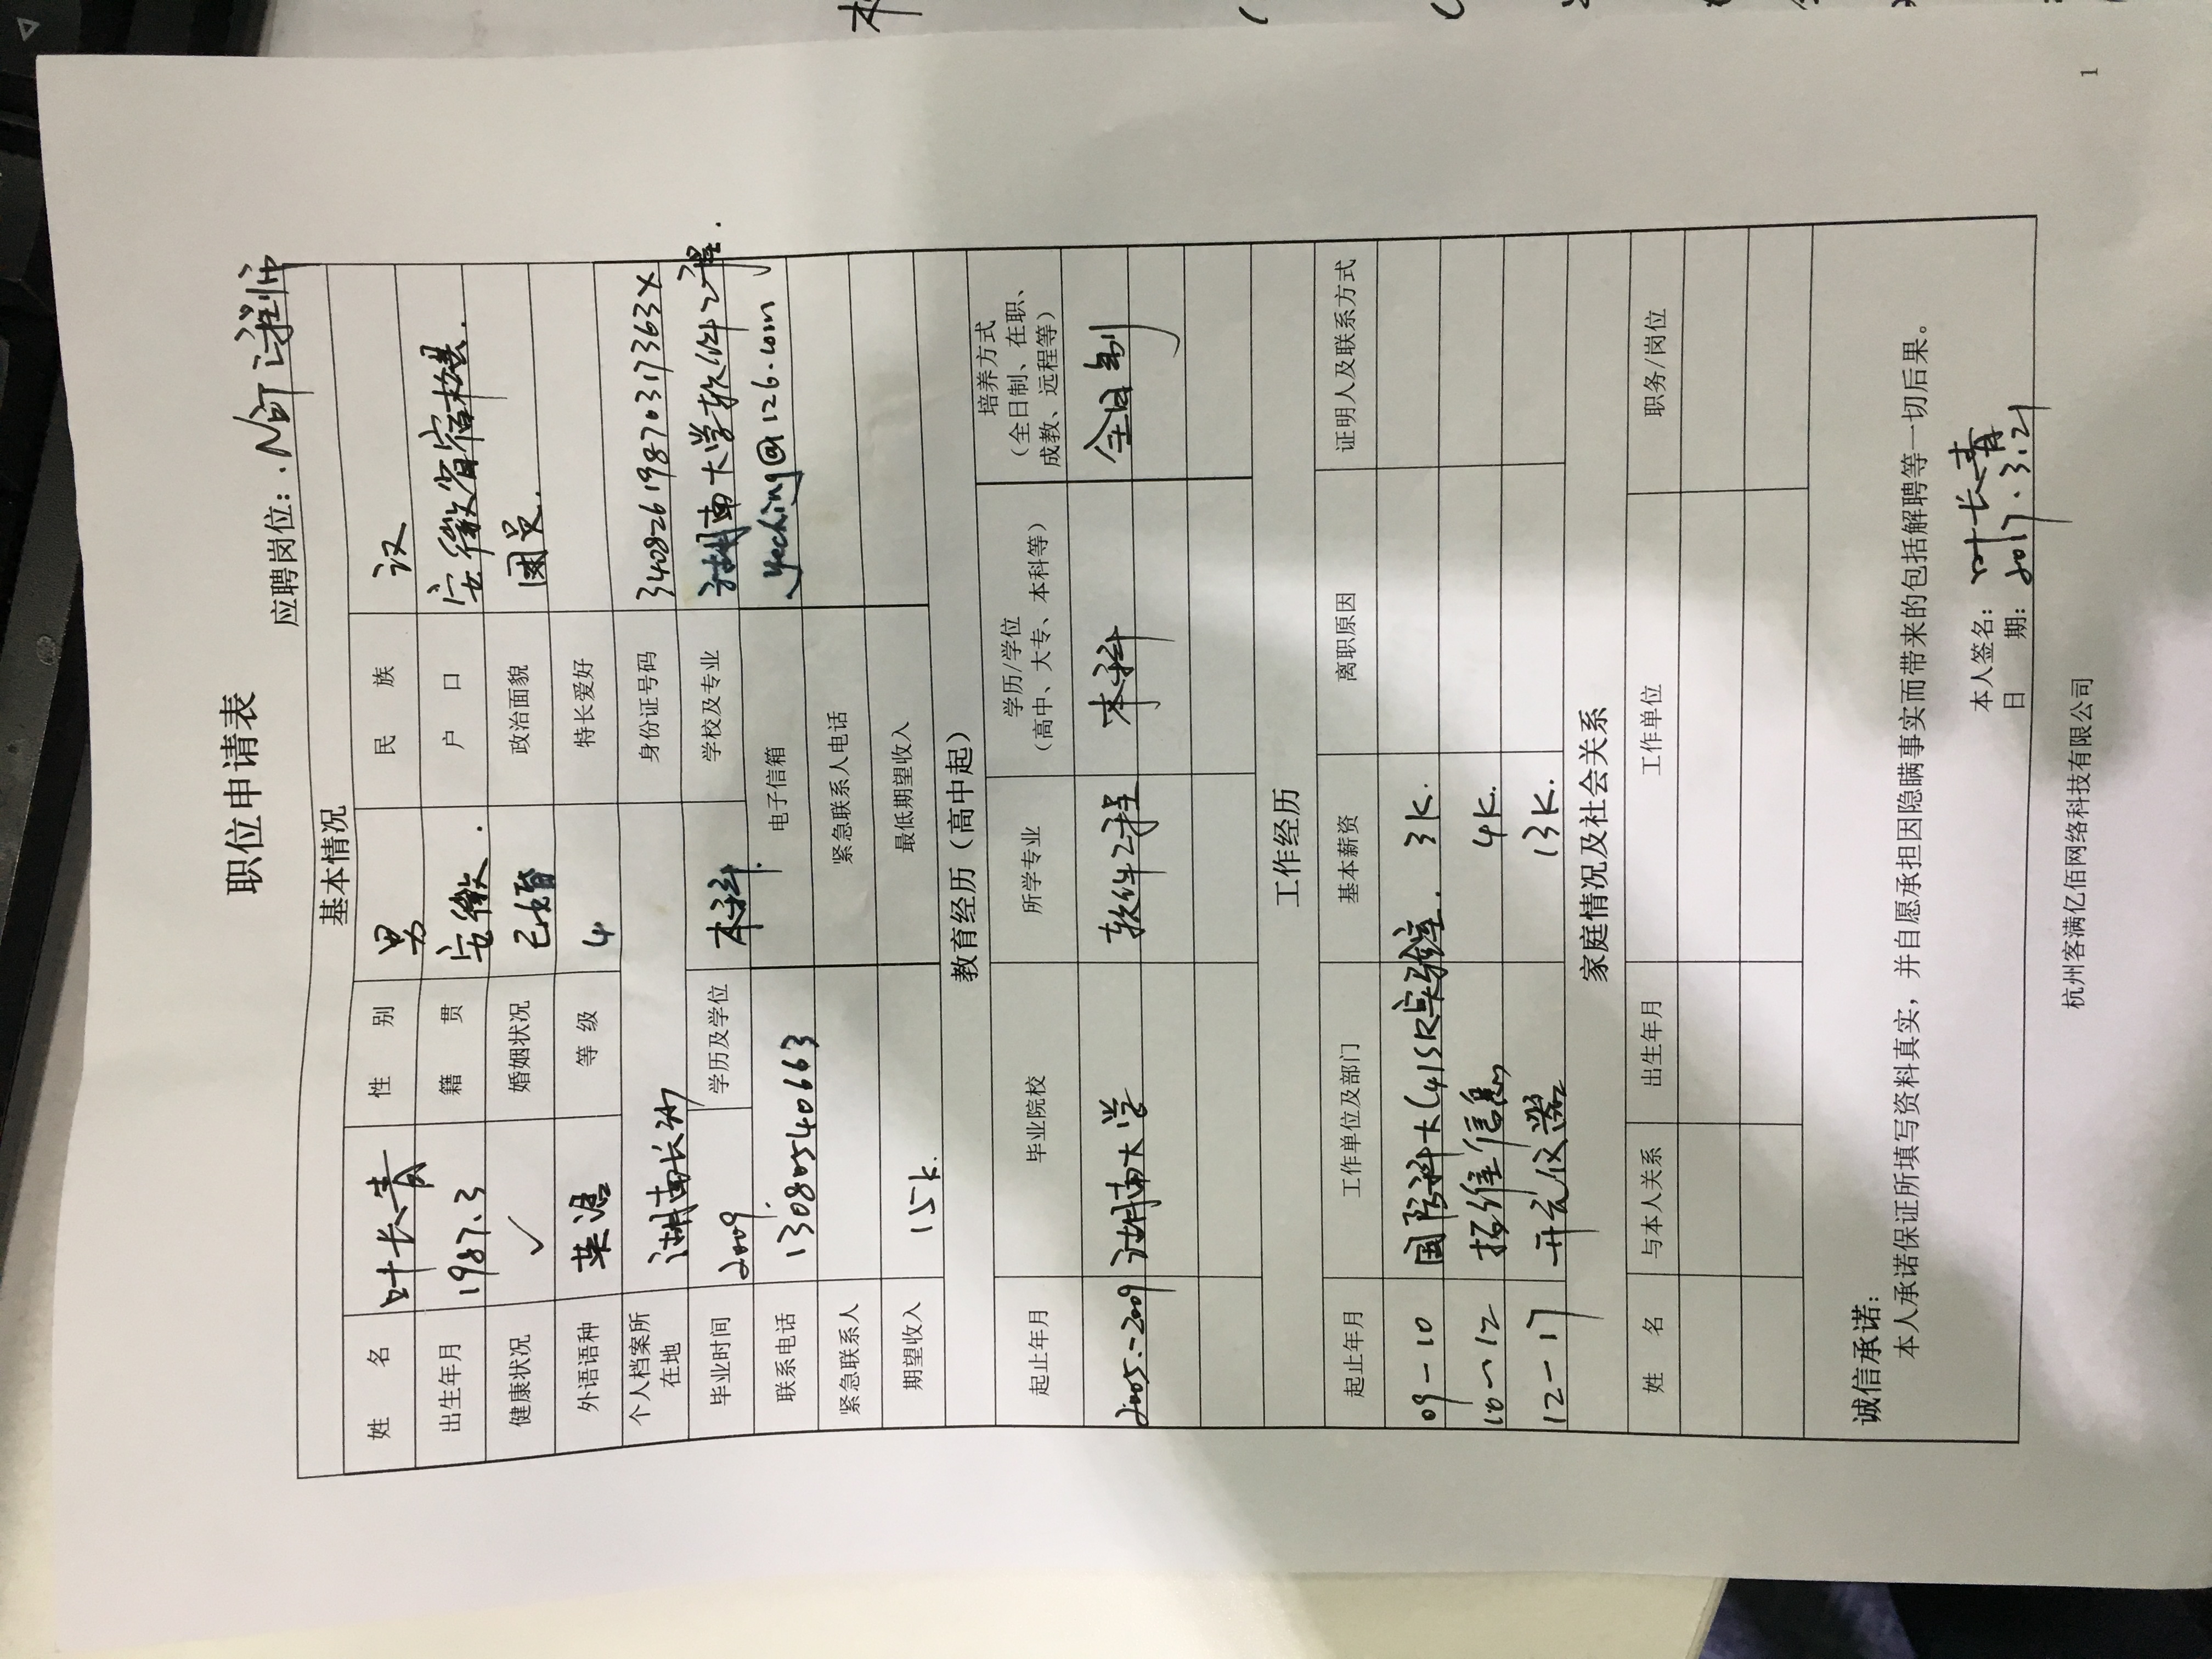 职位申请表
应聘岗位：.NET工程师
基本情况
姓 名 叶长青 性 别 男 民 族 汉
出生年月 1987.3 籍 贯 安徽. 户 口 安徽省宿松县.
健康状况 ✓ 婚姻状况 已婚 政治面貌 团员.
外语语种 英语 等 级 4 特长爱好
个人档案所在地 湖南长沙 身份证号码 34082619870317363X
毕业时间 2009. 学历及学位 本科. 学校及专业 湖南大学软件工程.
联系电话 13080540663 电子信箱 yeching@126.com
紧急联系人 紧急联系人电话
期望收入 15k. 最低期望收入
教育经历（高中起）
起止年月 毕业院校 所学专业 学历/学位（高中、大专、本科等） 培养方式（全日制、在职、成教、远程等）
2005.-2009 湖南大学 软件工程 本科 全日制
工作经历
起止年月 工作单位及部门 基本薪资 离职原因 证明人及联系方式
09-10 国防科大C4ISR实验室. 3K.
10-12 拓维信息 4K.
12-17 开元仪器 13K.
家庭情况及社会关系
姓 名 与本人关系 出生年月 工作单位 职务/岗位
诚信承诺：
本人承诺保证所填写资料真实，并自愿承担因隐瞒事实而带来的包括解聘等一切后果。
本人签名： 叶长青
日 期： 2017.3.21
杭州客满亿佰网络科技有限公司
1